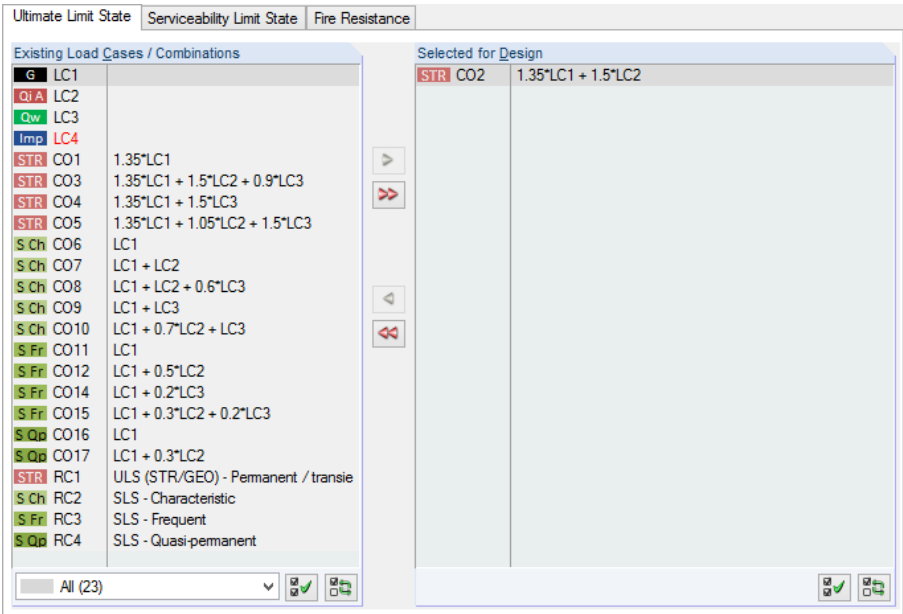 Ultimate Limit State Serviceability Limit State Fire Resistance
Existing Load Cases / Combinations Selected for Design
G LC1 STR CO2 1.35*LC1 + 1.5*LC2
Qi A LC2
Qw LC3
Imp LC4
STR CO1 1.35*LC1
STR CO3 1.35*LC1 + 1.5*LC2 + 0.9*LC3
STR CO4 1.35*LC1 + 1.5*LC3
STR CO5 1.35*LC1 + 1.05*LC2 + 1.5*LC3
S Ch CO6 LC1
S Ch CO7 LC1 + LC2
S Ch CO8 LC1 + LC2 + 0.6*LC3
S Ch CO9 LC1 + LC3
S Ch CO10 LC1 + 0.7*LC2 + LC3
S Fr CO11 LC1
S Fr CO12 LC1 + 0.5*LC2
S Fr CO14 LC1 + 0.2*LC3
S Fr CO15 LC1 + 0.3*LC2 + 0.2*LC3
S Qp CO16 LC1
S Qp CO17 LC1 + 0.3*LC2
STR RC1 ULS (STR/GEO) - Permanent / transie
S Ch RC2 SLS - Characteristic
S Fr RC3 SLS - Frequent
S Qp RC4 SLS - Quasi-permanent
All (23)